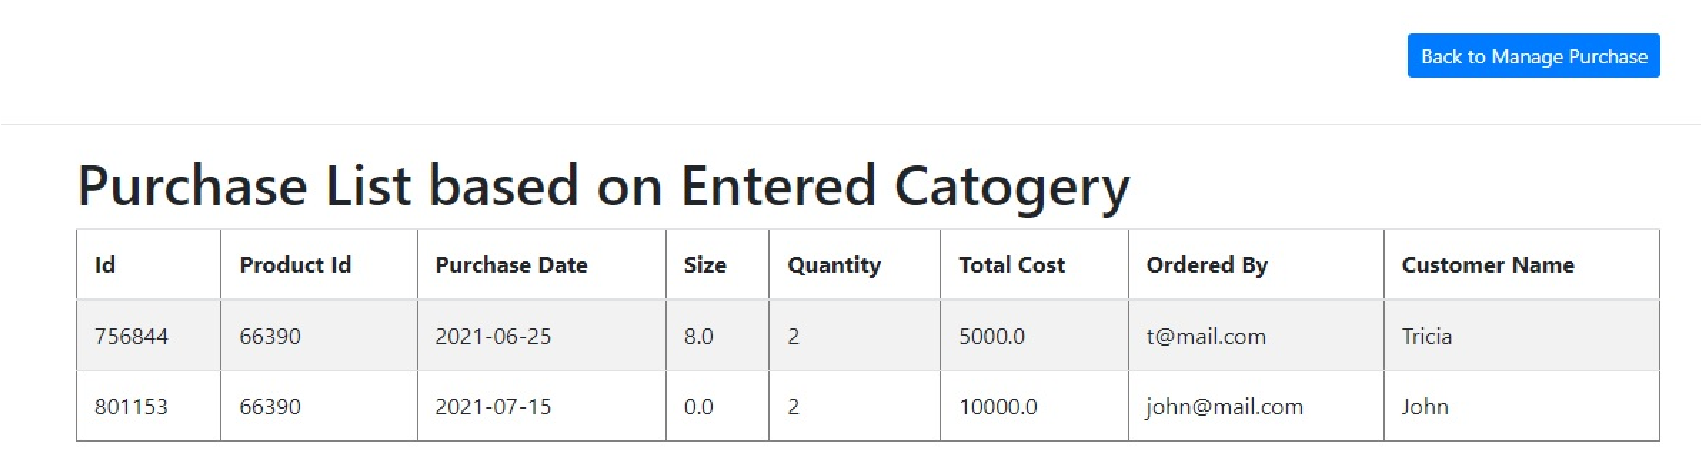 Back to Manage Purchase
Purchase List based on Entered Catogery
Id Product Id Purchase Date Size Quantity Total Cost Ordered By Customer Name
756844 66390 2021-06-25 8.0 2 5000.0 t@mail.com Tricia
801153 66390 2021-07-15 0.0 2 10000.0 john@mail.com John